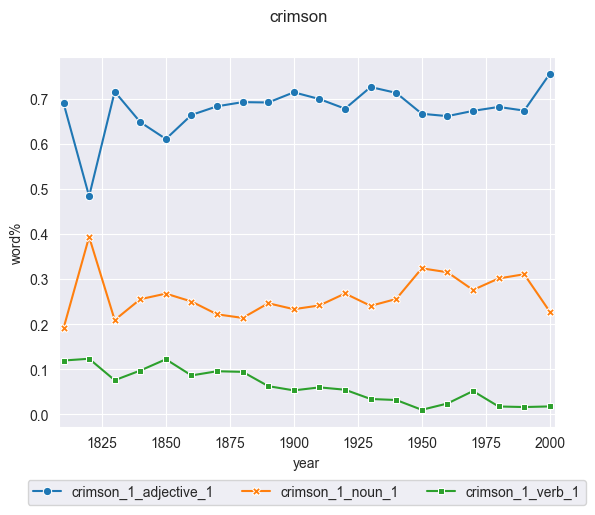 crimson
0.7
0.6
0.5
0.4
0.3
0.2
0.1
0.0
word%
1825 1850 1875 1900 1925 1950 1975 2000
year
crimson_1_adjective_1 crimson_1_noun_1 crimson_1_verb_1